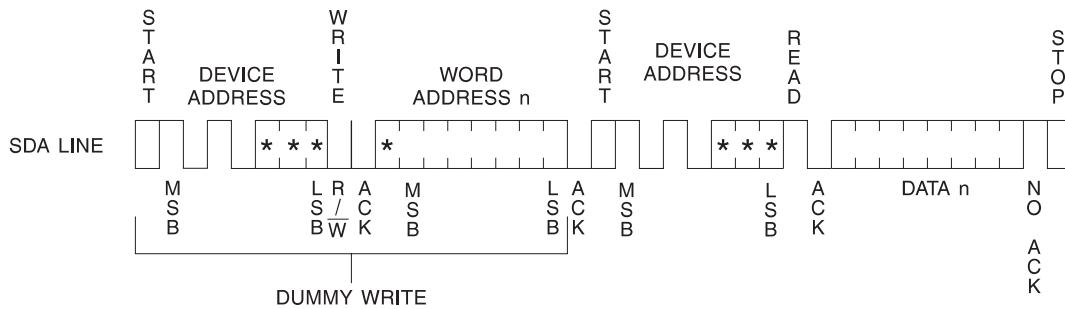 START
WRITE
START
READ
STOP
DEVICE
ADDRESS
WORD
ADDRESS n
DEVICE
ADDRESS
SDA LINE
* * *
*
* * *
MSB
LSB
R/W̅
ACK
MSB
LSB
ACK
MSB
LSB
ACK
DATA n
NO ACK
DUMMY WRITE